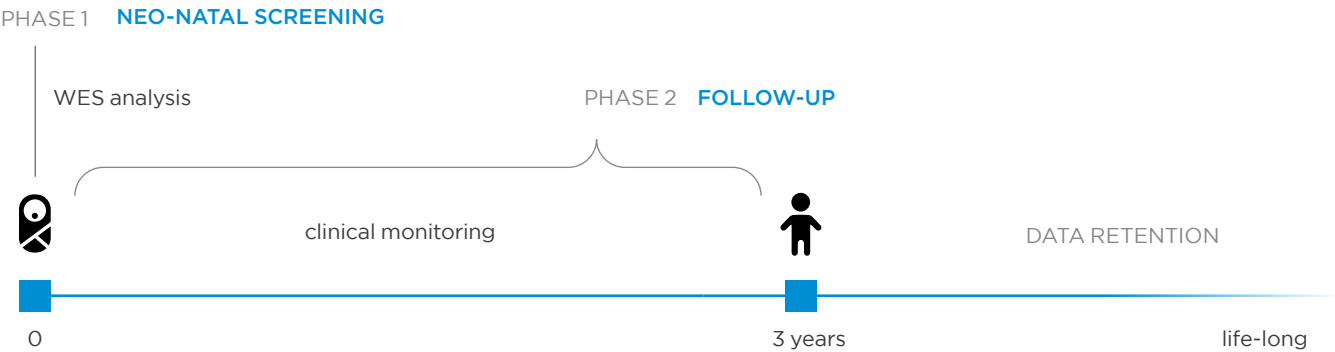 PHASE 1 NEO-NATAL SCREENING
WES analysis
PHASE 2 FOLLOW-UP
clinical monitoring
DATA RETENTION
0
3 years
life-long